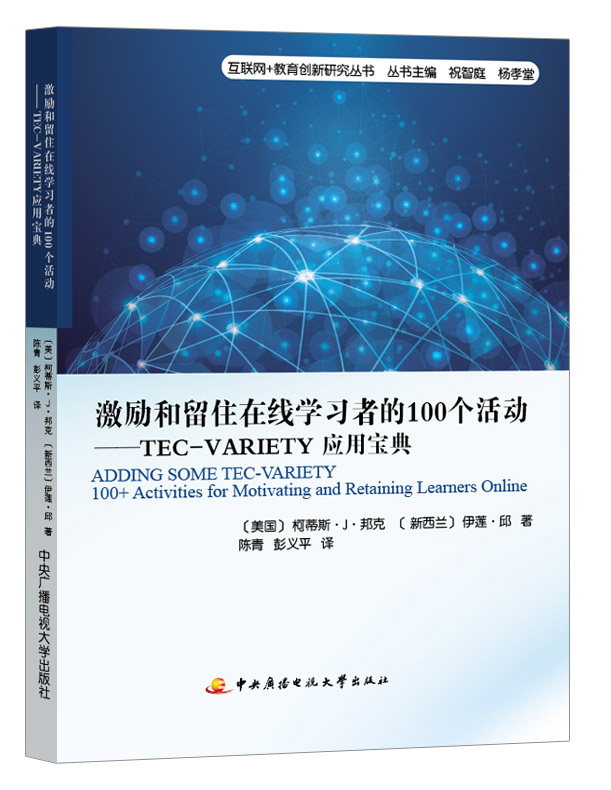 互联网+教育创新研究丛书 丛书主编 祝智庭 杨孝堂
激励和留住在线学习者的100个活动
——TEC-VARIETY 应用宝典
ADDING SOME TEC-VARIETY
100+ Activities for Motivating and Retaining Learners Online
〔美国〕柯蒂斯·J·邦克 〔新西兰〕伊莲·邱 著
陈青 彭义平 译
中央广播电视大学出版社
激励和留住在线学习者的100个活动
——TEC-VARIETY应用宝典
〔美〕柯蒂斯·J·邦克 〔新西兰〕伊莲·邱 著
陈青 彭义平 译
中央广播电视大学出版社